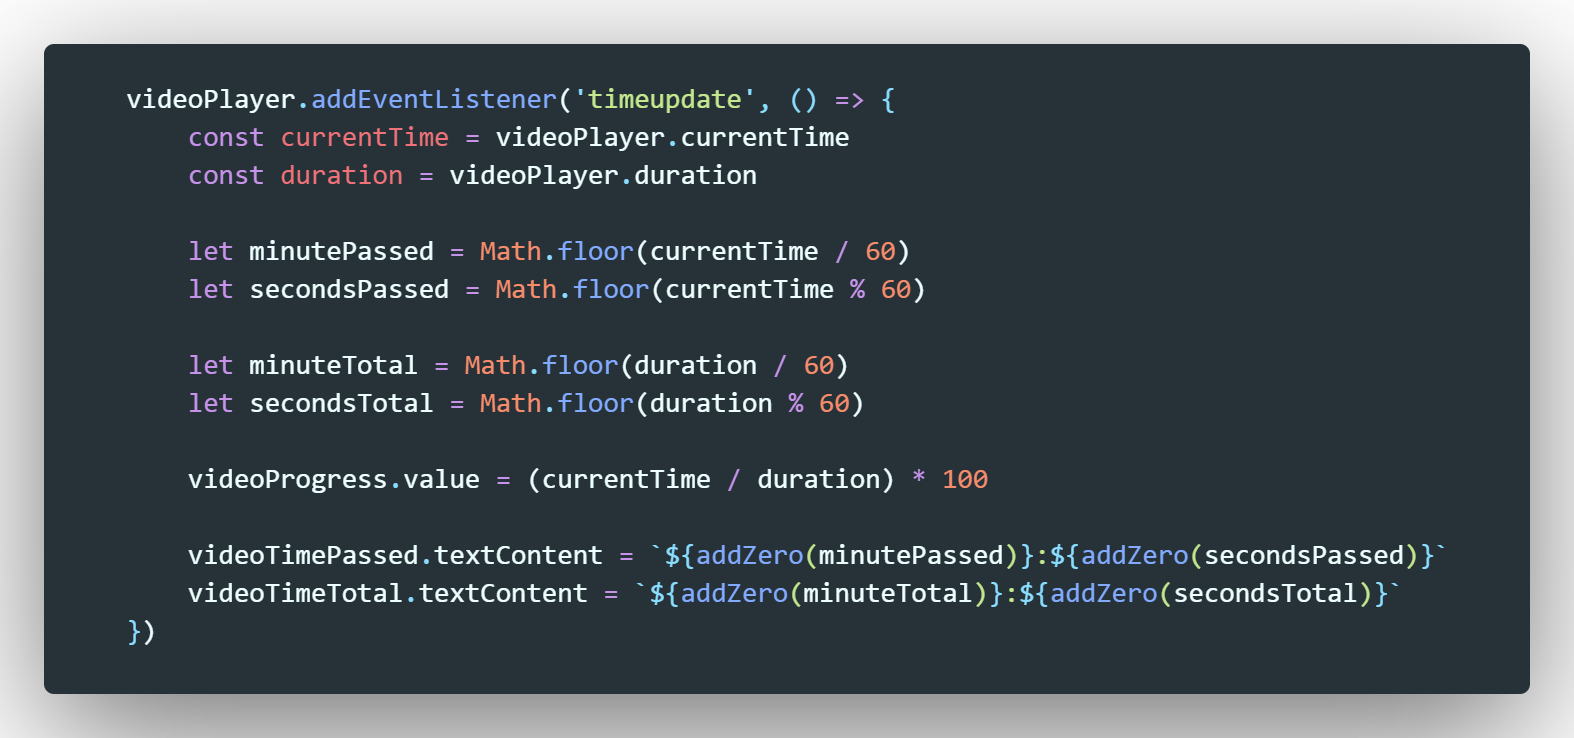 videoPlayer.addEventListener('timeupdate', () => {
    const currentTime = videoPlayer.currentTime
    const duration = videoPlayer.duration

    let minutePassed = Math.floor(currentTime / 60)
    let secondsPassed = Math.floor(currentTime % 60)

    let minuteTotal = Math.floor(duration / 60)
    let secondsTotal = Math.floor(duration % 60)

    videoProgress.value = (currentTime / duration) * 100

    videoTimePassed.textContent = `${addZero(minutePassed)}:${addZero(secondsPassed)}`
    videoTimeTotal.textContent = `${addZero(minuteTotal)}:${addZero(secondsTotal)}`
})